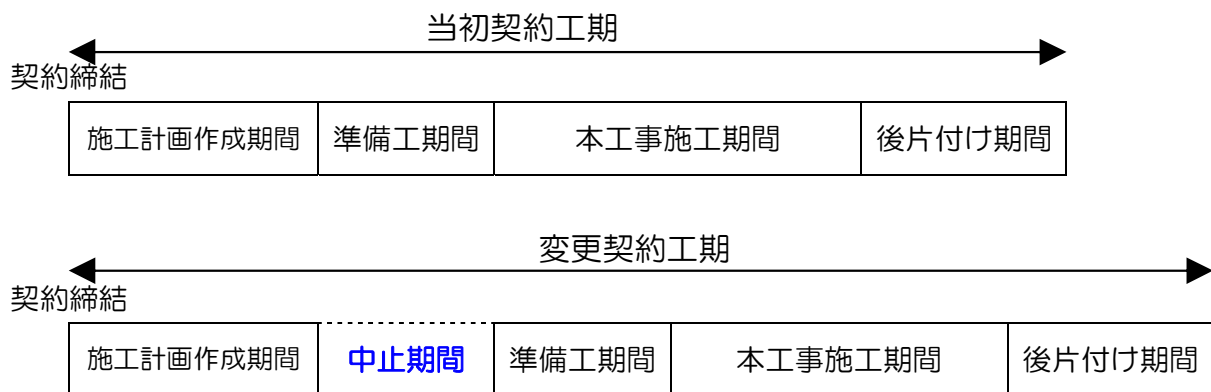 当初契約工期
契約締結
施工計画作成期間 準備工期間 本工事施工期間 後片付け期間
変更契約工期
契約締結
施工計画作成期間 中止期間 準備工期間 本工事施工期間 後片付け期間